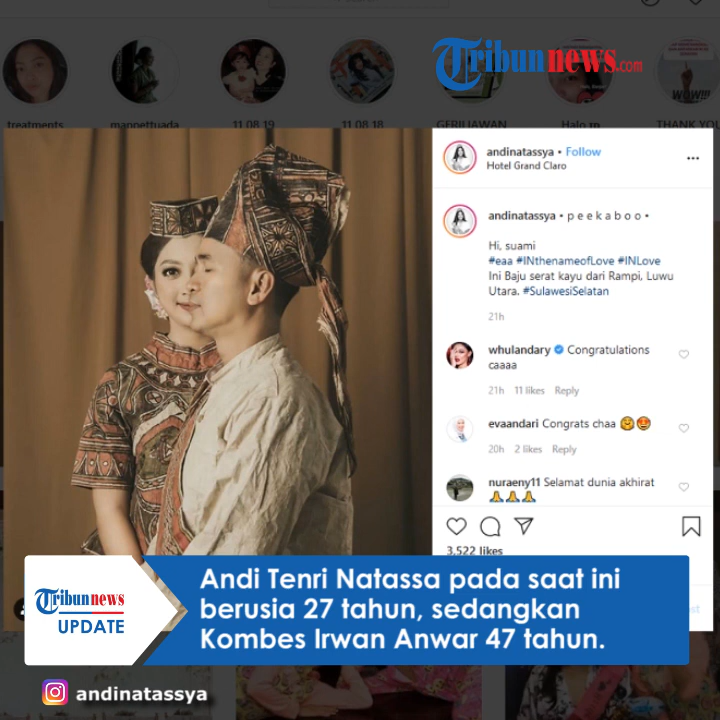 Tribunnews.com
treatments
mappettuada
11.08.19
11.08.18
GERILJAWAN
THANK YOU
WOW!!!
andinatassya • Follow
Hotel Grand Claro
andinatassya • p e e k a b o o •
Hi, suami
#eaa #INthenameofLove #INLove
Ini Baju serat kayu dari Rampi, Luwu
Utara. #SulawesiSelatan
21h
whulandary Congratulations
caaaa
21h 11 likes Reply
evaandari Congrats chaa 😊😍
20h 2 likes Reply
nuraeny11 Selamat dunia akhirat
🙏🙏🙏
3,522 likes
Tribunnews
UPDATE
Andi Tenri Natassa pada saat ini
berusia 27 tahun, sedangkan
Kombes Irwan Anwar 47 tahun.
andinatassya